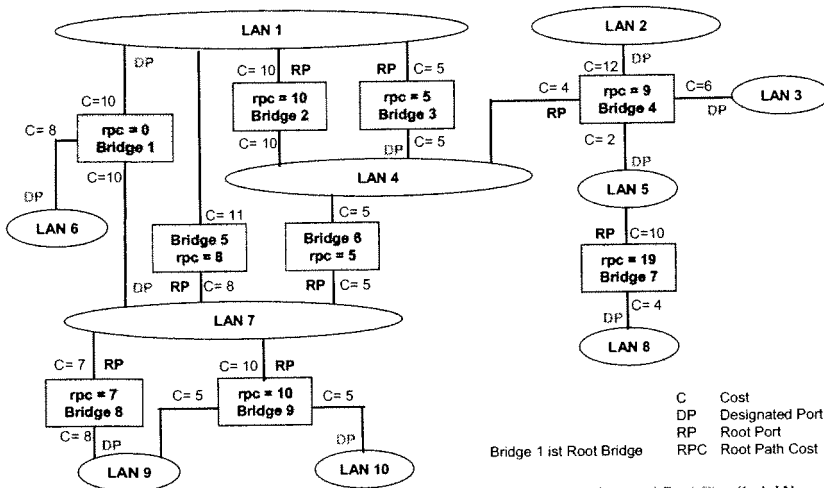 LAN 1
LAN 2
DP
C= 10 RP
RP C= 5
C=12 DP
C=10
rpc = 10
Bridge 2
rpc = 5
Bridge 3
C= 4
RP
rpc = 9
Bridge 4
C=6
DP
LAN 3
C= 8
rpc = 0
Bridge 1
C=10
C= 10
DP C= 5
C= 2
DP
LAN 4
LAN 5
DP
LAN 6
C= 11
C= 5
RP C=10
Bridge 5
rpc = 8
Bridge 6
rpc = 5
rpc = 19
Bridge 7
DP
RP C= 8
RP C= 5
DP C= 4
LAN 7
LAN 8
C= 7 RP
C= 10 RP
rpc = 7
Bridge 8
C= 5
rpc = 10
Bridge 9
C= 5
C= 8 DP
DP
LAN 9
LAN 10
C Cost
DP Designated Port
RP Root Port
Bridge 1 ist Root Bridge RPC Root Path Cost